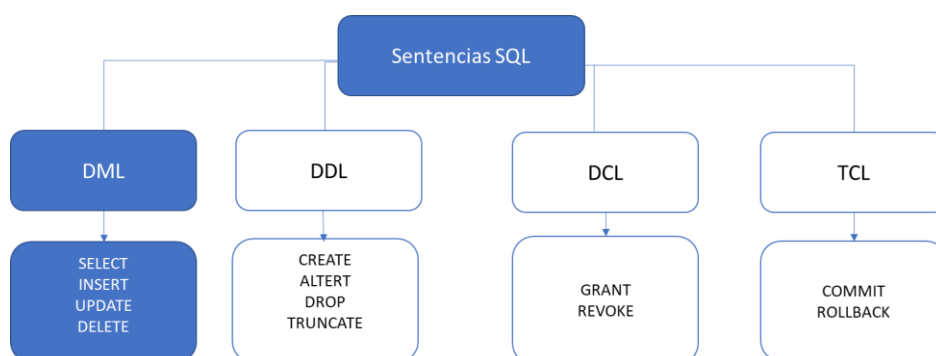 Sentencias SQL
DML
DDL
DCL
TCL
SELECT
INSERT
UPDATE
DELETE
CREATE
ALTERT
DROP
TRUNCATE
GRANT
REVOKE
COMMIT
ROLLBACK